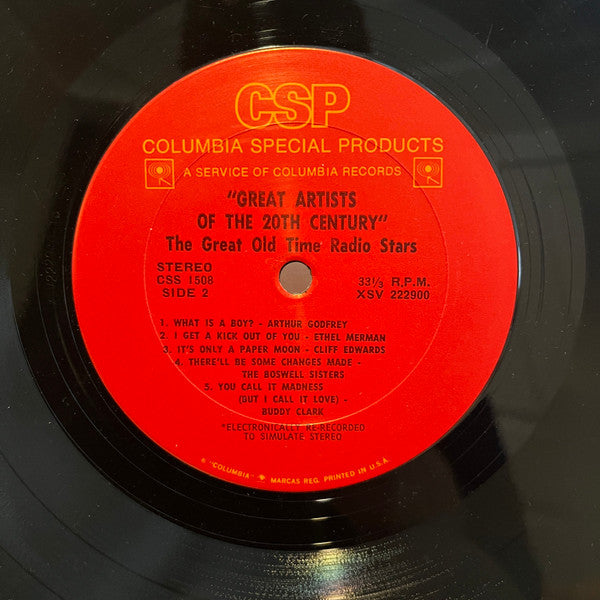 CSP
COLUMBIA SPECIAL PRODUCTS
A SERVICE OF COLUMBIA RECORDS
"GREAT ARTISTS
OF THE 20TH CENTURY"
The Great Old Time Radio Stars
STEREO
CSS 1508
SIDE 2
33⅓ R.P.M.
XSV 222900
1. WHAT IS A BOY? - ARTHUR GODFREY
2. I GET A KICK OUT OF YOU - ETHEL MERMAN
3. IT'S ONLY A PAPER MOON - CLIFF EDWARDS
4. THERE'LL BE SOME CHANGES MADE -
THE BOSWELL SISTERS
5. YOU CALL IT MADNESS
(BUT I CALL IT LOVE) -
BUDDY CLARK
*ELECTRONICALLY RE-RECORDED
TO SIMULATE STEREO
® "COLUMBIA" MARCAS REG. PRINTED IN U.S.A.